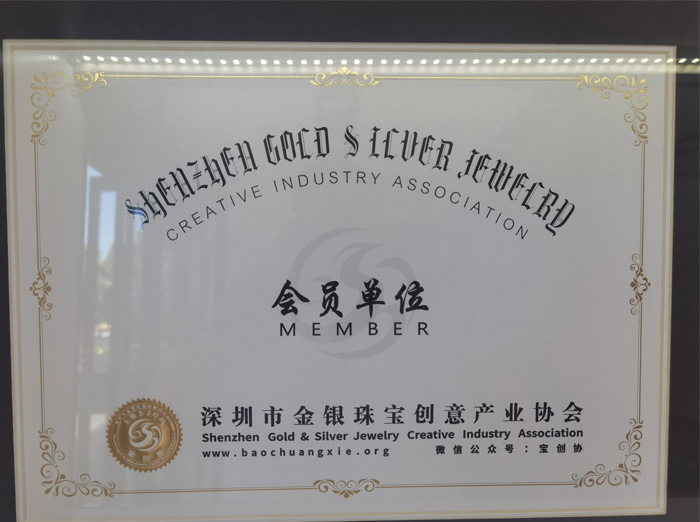 SHENZHEN GOLD S ILVER JEWELRY
CREATIVE INDUSTRY ASSOCIATION
会员单位
MEMBER
深圳市金银珠宝创意产业协会
Shenzhen Gold & Silver Jewelry Creative Industry Association
www.baochuangxie.org 微信公众号：宝创协